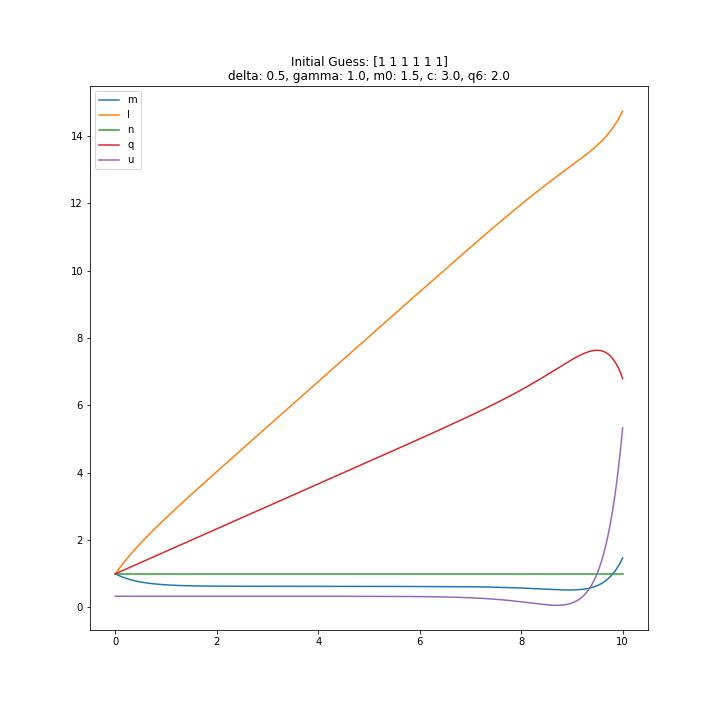 Initial Guess: [1 1 1 1 1 1]
delta: 0.5, gamma: 1.0, m0: 1.5, c: 3.0, q6: 2.0
m
l
n
q
u
14
12
10
8
6
4
2
0
0 2 4 6 8 10